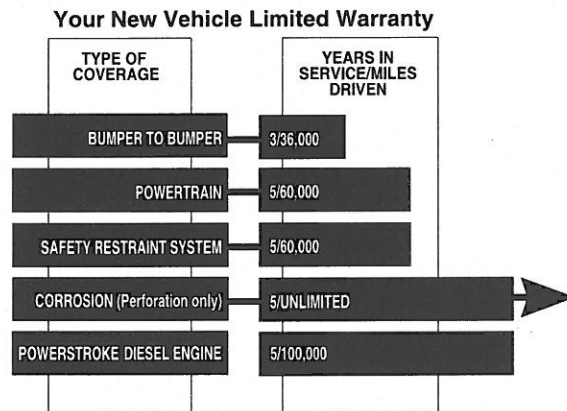 Your New Vehicle Limited Warranty
TYPE OF
COVERAGE
YEARS IN
SERVICE/MILES
DRIVEN
BUMPER TO BUMPER
3/36,000
POWERTRAIN
5/60,000
SAFETY RESTRAINT SYSTEM
5/60,000
CORROSION (Perforation only)
5/UNLIMITED
POWERSTROKE DIESEL ENGINE
5/100,000